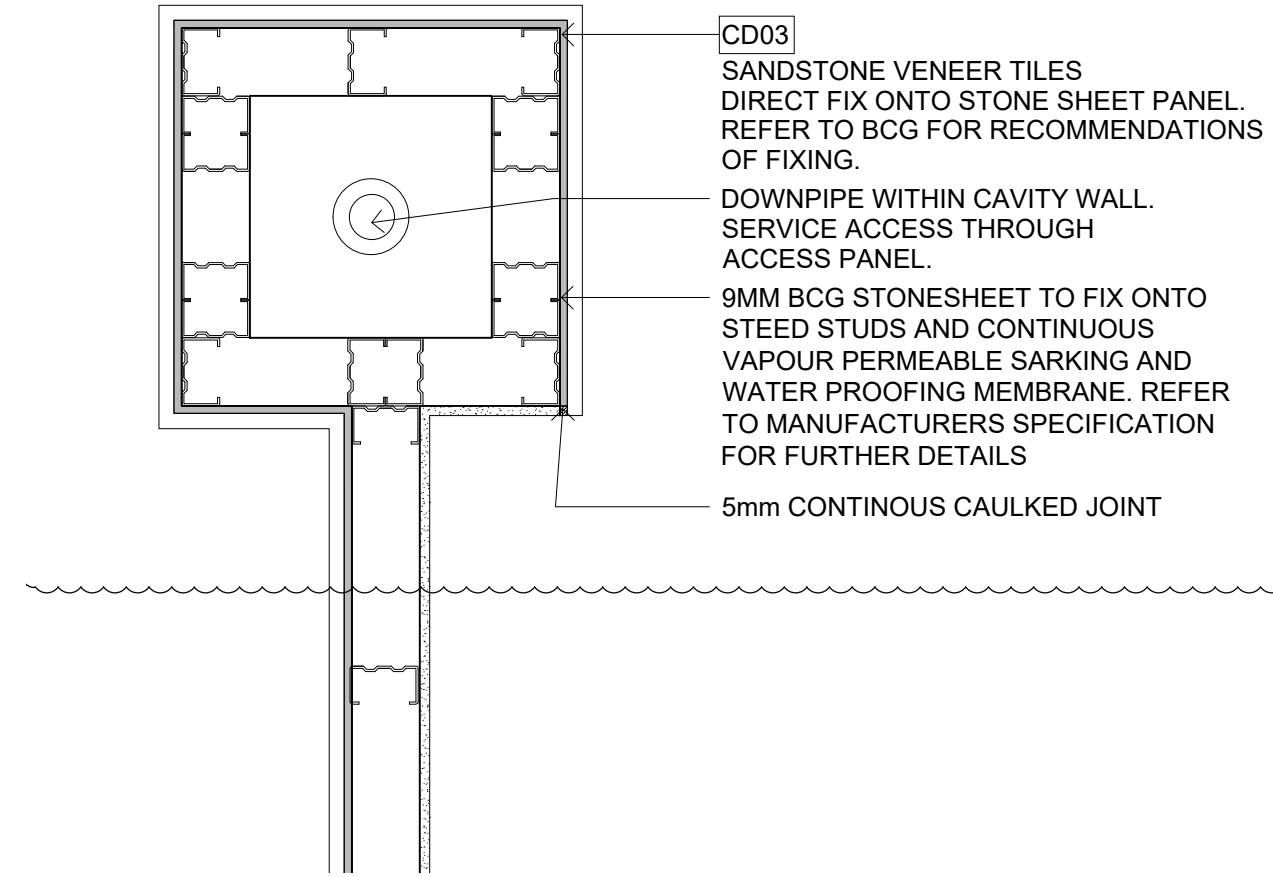 CD03
SANDSTONE VENEER TILES
DIRECT FIX ONTO STONE SHEET PANEL.
REFER TO BCG FOR RECOMMENDATIONS
OF FIXING.
DOWNPIPE WITHIN CAVITY WALL.
SERVICE ACCESS THROUGH
ACCESS PANEL.
9MM BCG STONESHEET TO FIX ONTO
STEED STUDS AND CONTINUOUS
VAPOUR PERMEABLE SARKING AND
WATER PROOFING MEMBRANE. REFER
TO MANUFACTURERS SPECIFICATION
FOR FURTHER DETAILS
5mm CONTINOUS CAULKED JOINT